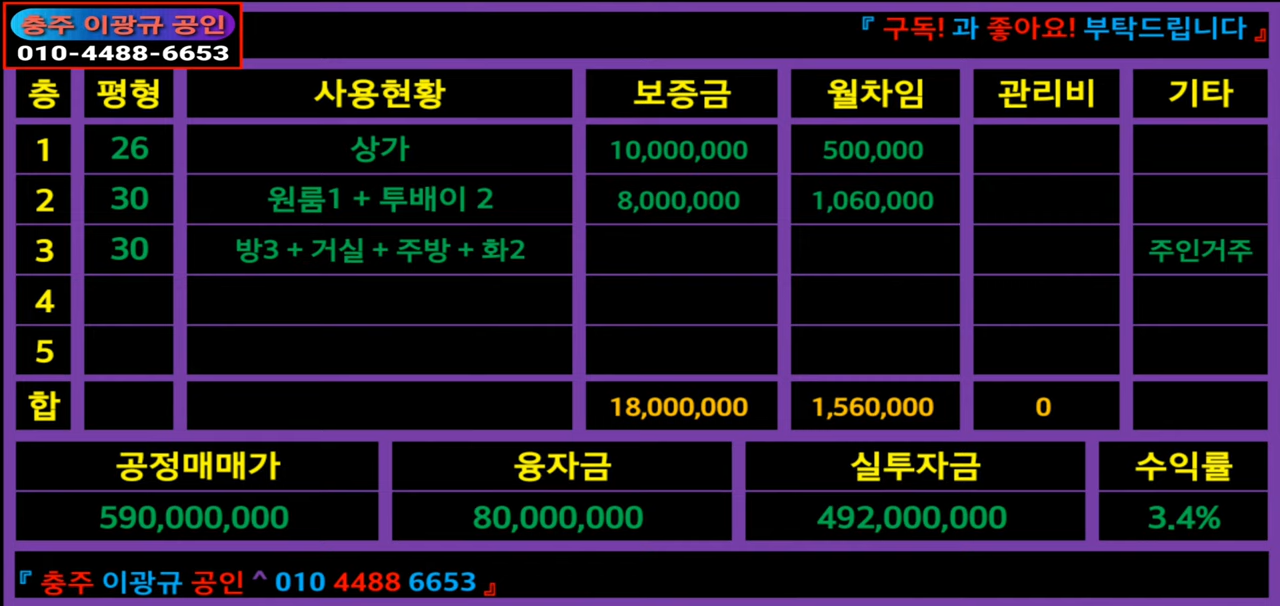 충주 이광규 공인
010-4488-6653
『 구독! 과 좋아요! 부탁드립니다 』
층 평형 사용현황 보증금 월차임 관리비 기타
1 26 상가 10,000,000 500,000
2 30 원룸1 + 투배이 2 8,000,000 1,060,000
3 30 방3 + 거실 + 주방 + 화2 주인거주
4
5
합 18,000,000 1,560,000 0
공정매매가 융자금 실투자금 수익률
590,000,000 80,000,000 492,000,000 3.4%
『 충주 이광규 공인 ^ 010 4488 6653 』